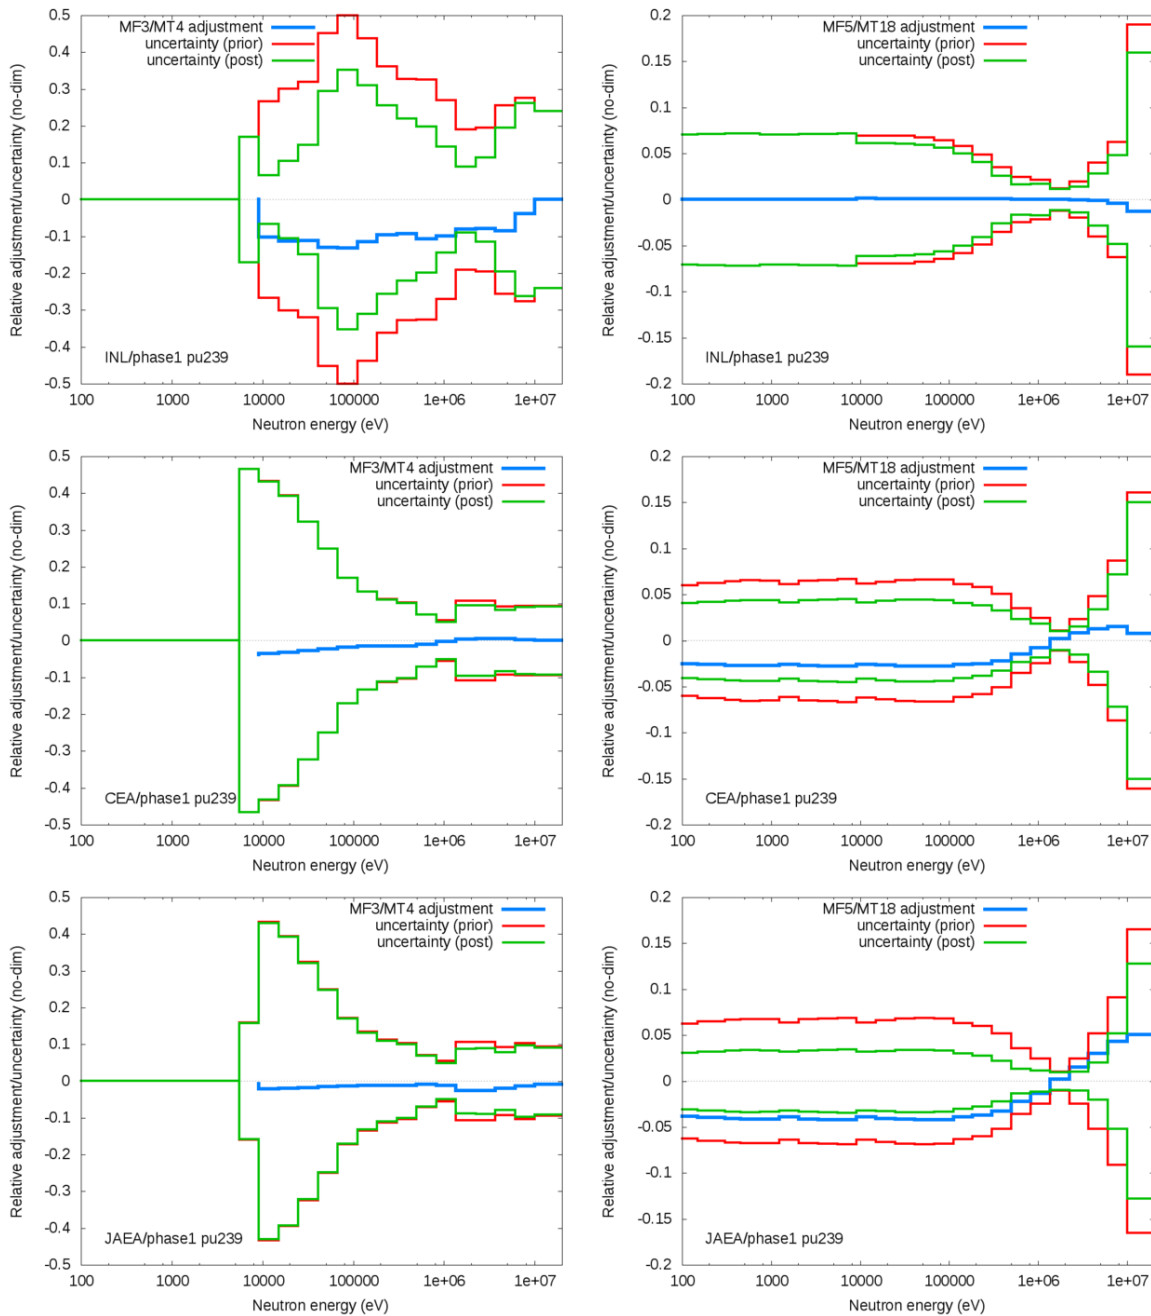 MF3/MT4 adjustment
uncertainty (prior)
uncertainty (post)
Relative adjustment/uncertainty (no-dim)
0.5
0.4
0.3
0.2
0.1
0
-0.1
-0.2
-0.3
-0.4
-0.5
INL/phase1 pu239
100 1000 10000 100000 1e+06 1e+07
Neutron energy (eV)
MF5/MT18 adjustment
uncertainty (prior)
uncertainty (post)
Relative adjustment/uncertainty (no-dim)
0.2
0.15
0.1
0.05
0
-0.05
-0.1
-0.15
-0.2
INL/phase1 pu239
100 1000 10000 100000 1e+06 1e+07
Neutron energy (eV)
MF3/MT4 adjustment
uncertainty (prior)
uncertainty (post)
Relative adjustment/uncertainty (no-dim)
0.5
0.4
0.3
0.2
0.1
0
-0.1
-0.2
-0.3
-0.4
-0.5
CEA/phase1 pu239
100 1000 10000 100000 1e+06 1e+07
Neutron energy (eV)
MF5/MT18 adjustment
uncertainty (prior)
uncertainty (post)
Relative adjustment/uncertainty (no-dim)
0.2
0.15
0.1
0.05
0
-0.05
-0.1
-0.15
-0.2
CEA/phase1 pu239
100 1000 10000 100000 1e+06 1e+07
Neutron energy (eV)
MF3/MT4 adjustment
uncertainty (prior)
uncertainty (post)
Relative adjustment/uncertainty (no-dim)
0.5
0.4
0.3
0.2
0.1
0
-0.1
-0.2
-0.3
-0.4
-0.5
JAEA/phase1 pu239
100 1000 10000 100000 1e+06 1e+07
Neutron energy (eV)
MF5/MT18 adjustment
uncertainty (prior)
uncertainty (post)
Relative adjustment/uncertainty (no-dim)
0.2
0.15
0.1
0.05
0
-0.05
-0.1
-0.15
-0.2
JAEA/phase1 pu239
100 1000 10000 100000 1e+06 1e+07
Neutron energy (eV)